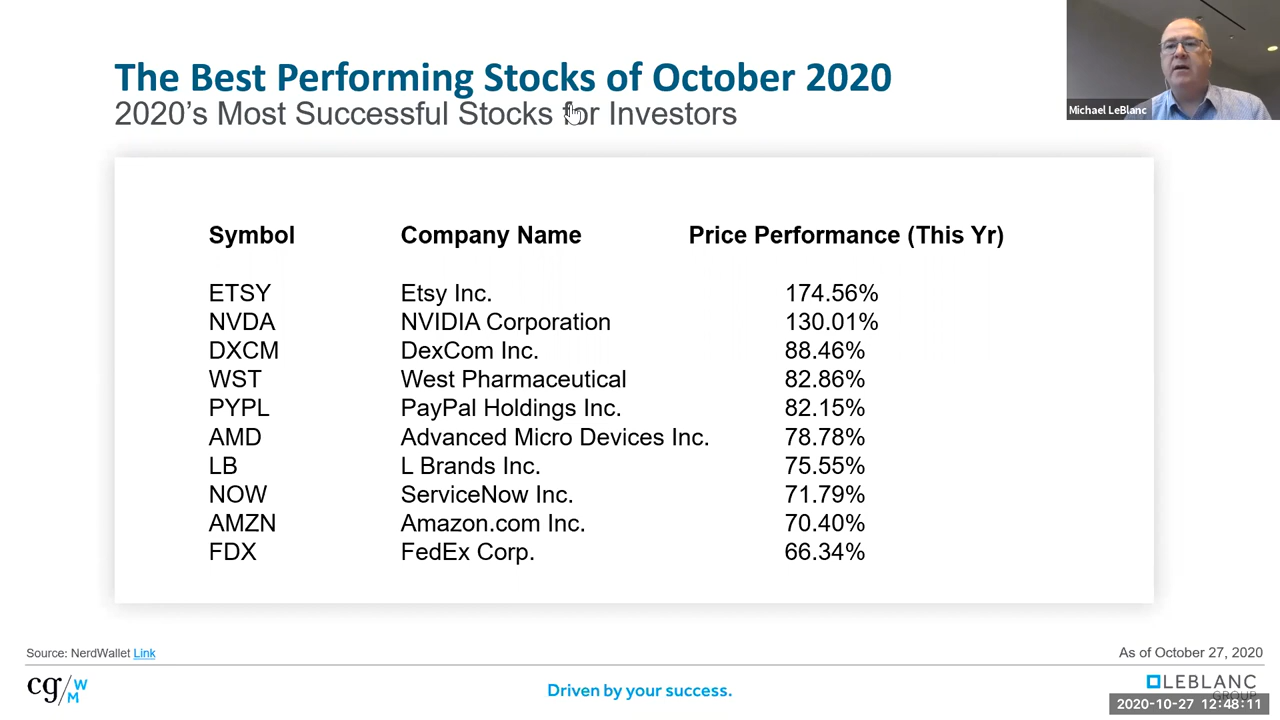 The Best Performing Stocks of October 2020
2020's Most Successful Stocks for Investors
Michael LeBlanc
Symbol Company Name Price Performance (This Yr)
ETSY Etsy Inc. 174.56%
NVDA NVIDIA Corporation 130.01%
DXCM DexCom Inc. 88.46%
WST West Pharmaceutical 82.86%
PYPL PayPal Holdings Inc. 82.15%
AMD Advanced Micro Devices Inc. 78.78%
LB L Brands Inc. 75.55%
NOW ServiceNow Inc. 71.79%
AMZN Amazon.com Inc. 70.40%
FDX FedEx Corp. 66.34%
Source: NerdWallet Link As of October 27, 2020
cg/WM Driven by your success. LEBLANC
GROUP
2020-10-27 12:48:11